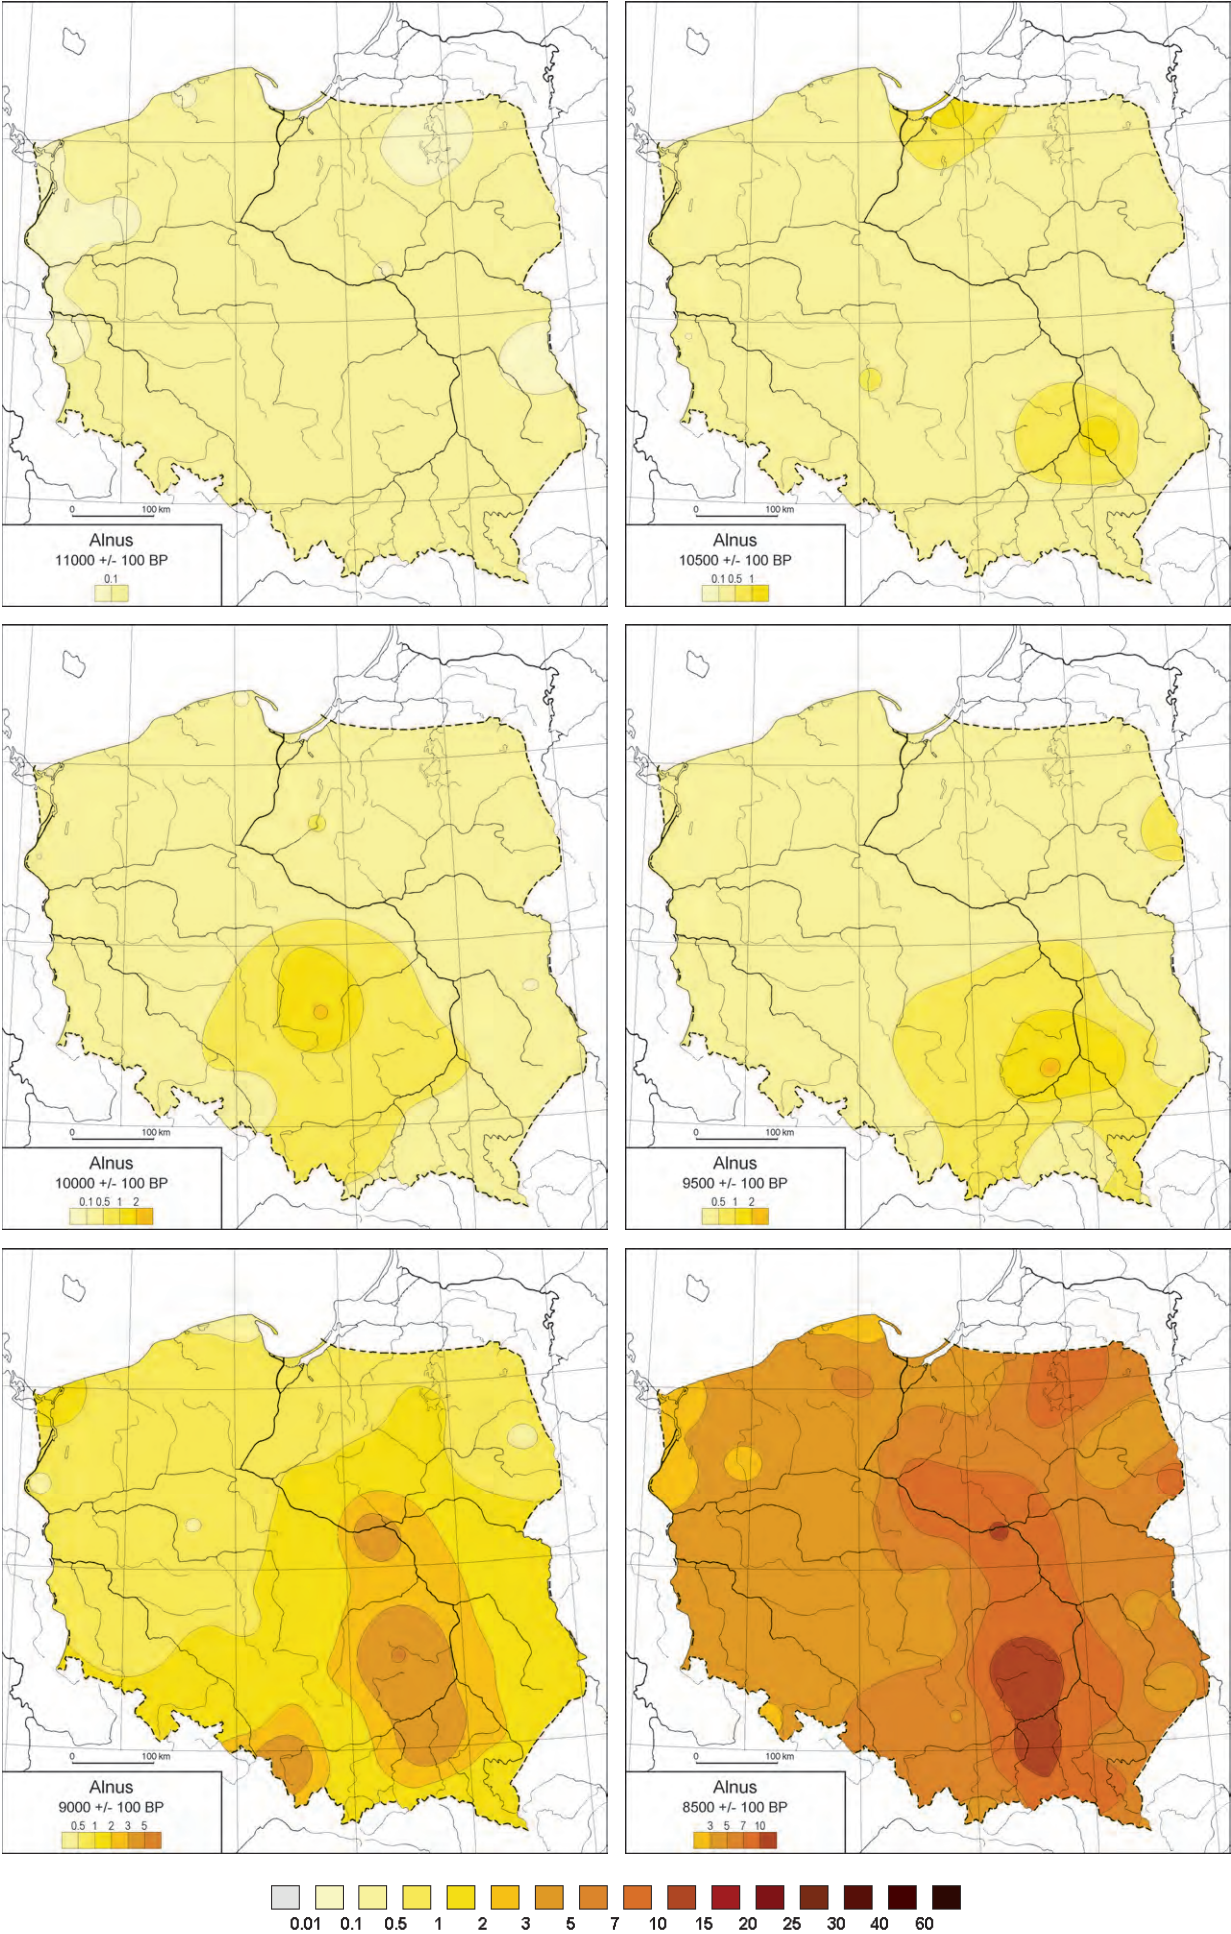 0 100 km
Alnus
11000 +/- 100 BP
0.1
0 100 km
Alnus
10500 +/- 100 BP
0.1 0.5 1
0 100 km
Alnus
10000 +/- 100 BP
0.1 0.5 1 2
0 100 km
Alnus
9500 +/- 100 BP
0.5 1 2
0 100 km
Alnus
9000 +/- 100 BP
0.5 1 2 3 5
0 100 km
Alnus
8500 +/- 100 BP
3 5 7 10
0.01 0.1 0.5 1 2 3 5 7 10 15 20 25 30 40 60